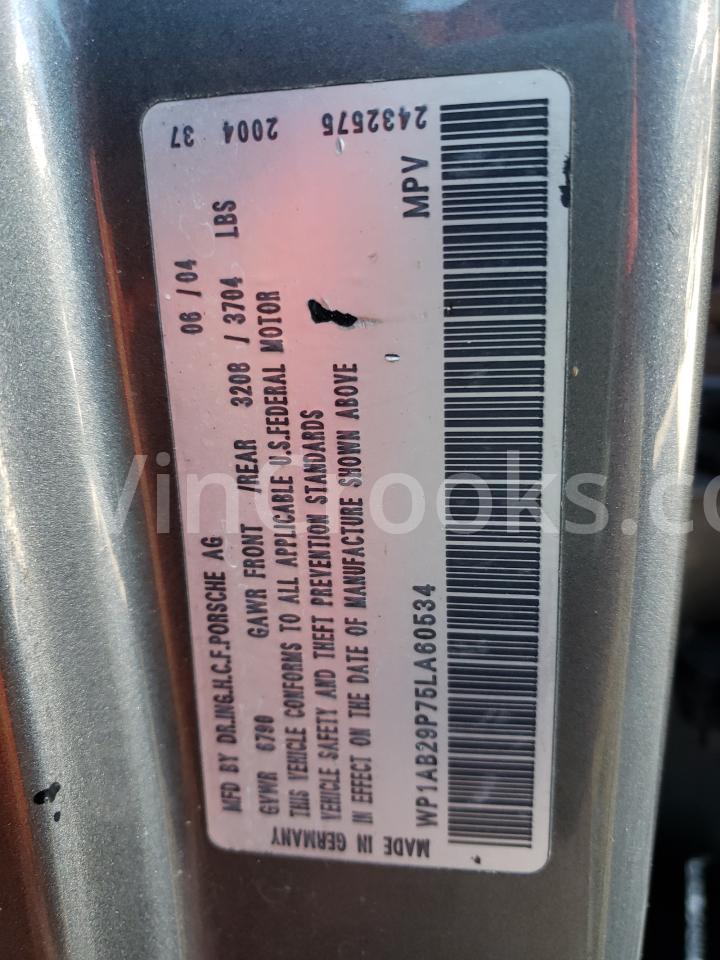 MFD BY DR.ING.H.C.F.PORSCHE AG 06 / 04
GVWR 6790 GAWR FRONT /REAR 3208 / 3704 LBS
THIS VEHICLE CONFORMS TO ALL APPLICABLE U.S.FEDERAL MOTOR
VEHICLE SAFETY AND THEFT PREVENTION STANDARDS
IN EFFECT ON THE DATE OF MANUFACTURE SHOWN ABOVE
WP1AB29P75LA60534 MPV
MADE IN GERMANY
37 2004 2432575
VinCrooks.co